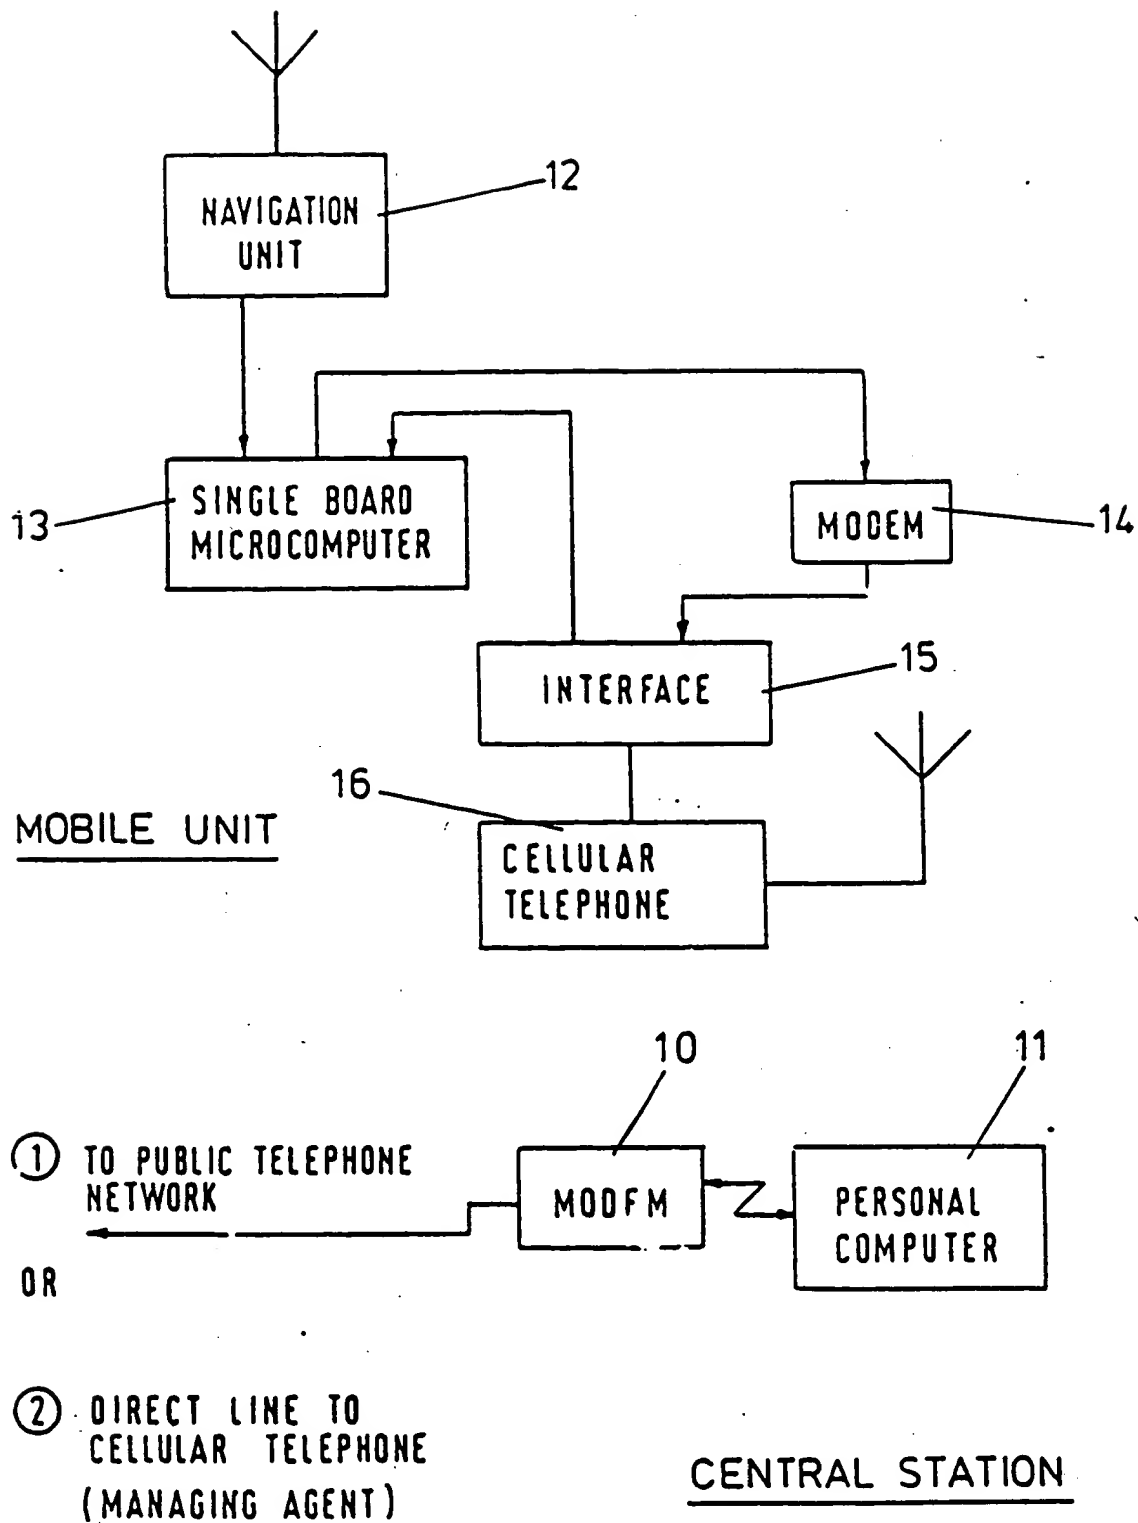 12
NAVIGATION
UNIT
13
SINGLE BOARD
MICROCOMPUTER
MODEM
14
INTERFACE
15
16
MOBILE UNIT
CELLULAR
TELEPHONE
10
11
1 TO PUBLIC TELEPHONE
NETWORK
MODEM
PERSONAL
COMPUTER
OR
2 DIRECT LINE TO
CELLULAR TELEPHONE
(MANAGING AGENT)
CENTRAL STATION